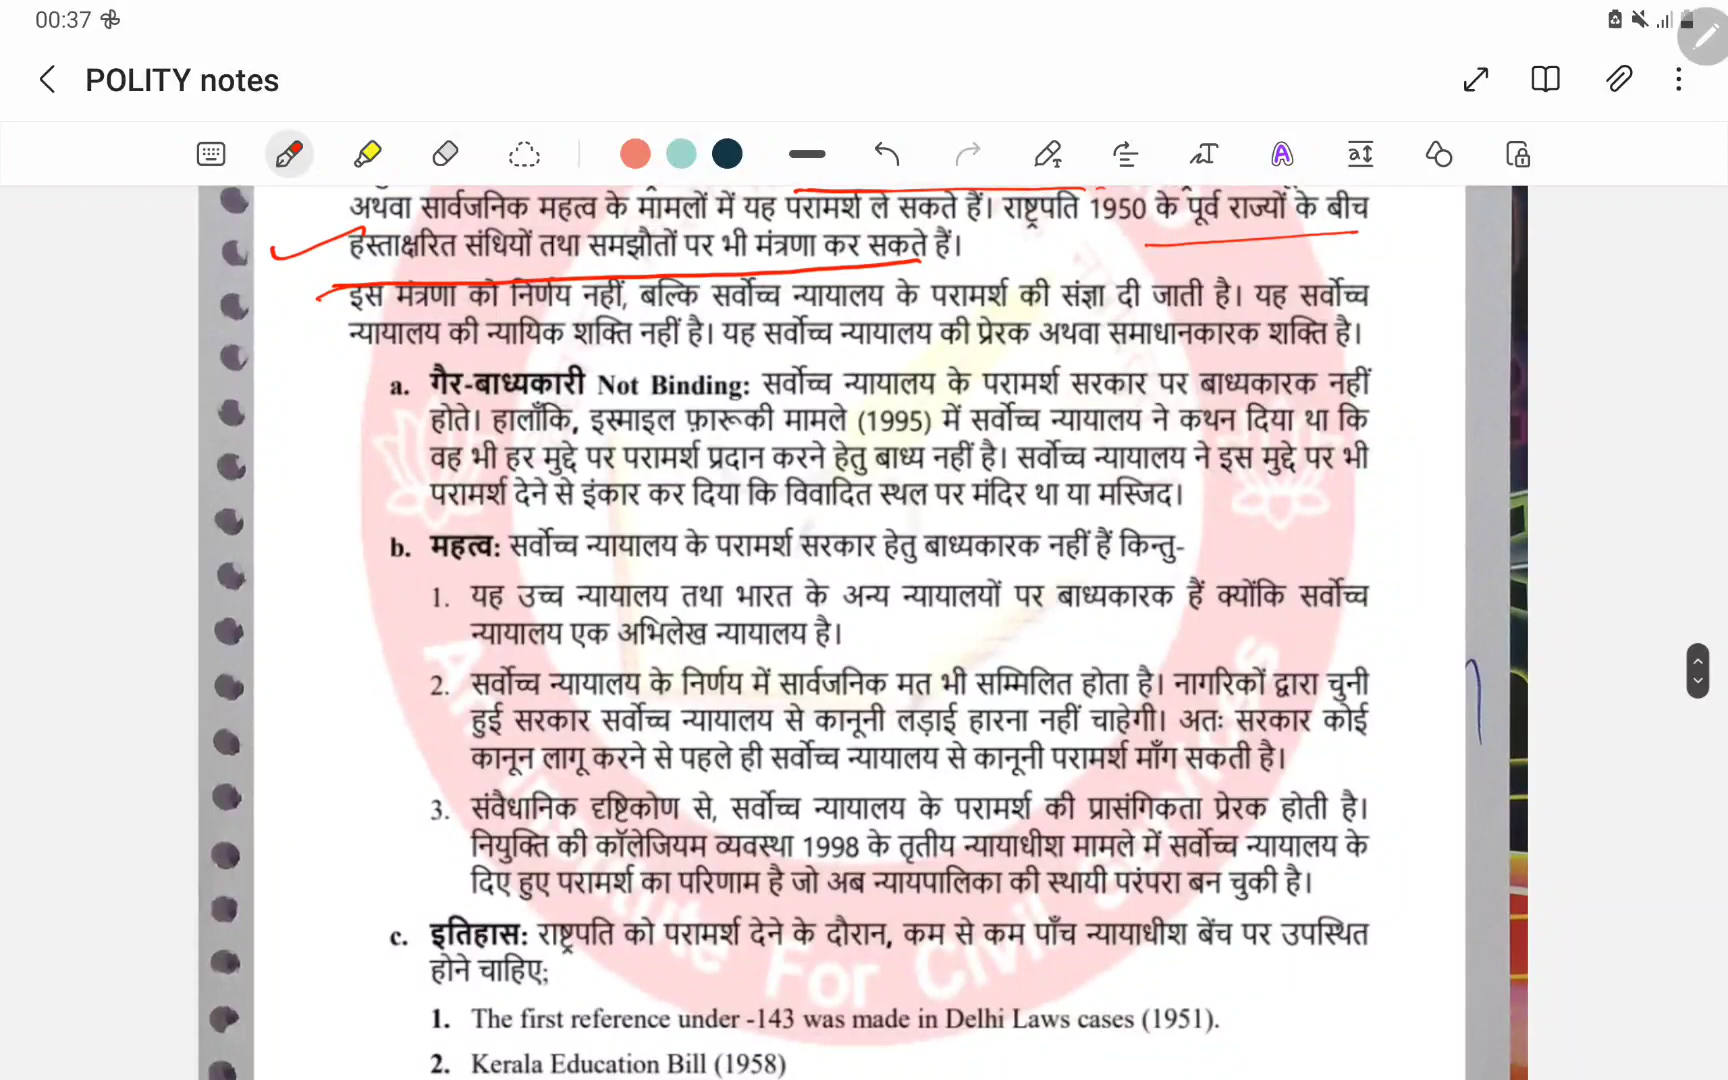 00:37
POLITY notes
अथवा सार्वजनिक महत्व के मामलों में यह परामर्श ले सकते हैं। राष्ट्रपति 1950 के पूर्व राज्यों के बीच
हस्ताक्षरित संधियों तथा समझौतों पर भी मंत्रणा कर सकते हैं।
इस मंत्रणा को निर्णय नहीं, बल्कि सर्वोच्च न्यायालय के परामर्श की संज्ञा दी जाती है। यह सर्वोच्च
न्यायालय की न्यायिक शक्ति नहीं है। यह सर्वोच्च न्यायालय की प्रेरक अथवा समाधानकारक शक्ति है।
a. गैर-बाध्यकारी Not Binding: सर्वोच्च न्यायालय के परामर्श सरकार पर बाध्यकारक नहीं
होते। हालाँकि, इस्माइल फ़ारूकी मामले (1995) में सर्वोच्च न्यायालय ने कथन दिया था कि
वह भी हर मुद्दे पर परामर्श प्रदान करने हेतु बाध्य नहीं है। सर्वोच्च न्यायालय ने इस मुद्दे पर भी
परामर्श देने से इंकार कर दिया कि विवादित स्थल पर मंदिर था या मस्जिद।
b. महत्व: सर्वोच्च न्यायालय के परामर्श सरकार हेतु बाध्यकारक नहीं हैं किन्तु-
1. यह उच्च न्यायालय तथा भारत के अन्य न्यायालयों पर बाध्यकारक हैं क्योंकि सर्वोच्च
न्यायालय एक अभिलेख न्यायालय है।
2. सर्वोच्च न्यायालय के निर्णय में सार्वजनिक मत भी सम्मिलित होता है। नागरिकों द्वारा चुनी
हुई सरकार सर्वोच्च न्यायालय से कानूनी लड़ाई हारना नहीं चाहेगी। अतः सरकार कोई
कानून लागू करने से पहले ही सर्वोच्च न्यायालय से कानूनी परामर्श माँग सकती है।
3. संवैधानिक दृष्टिकोण से, सर्वोच्च न्यायालय के परामर्श की प्रासंगिकता प्रेरक होती है।
नियुक्ति की कॉलेजियम व्यवस्था 1998 के तृतीय न्यायाधीश मामले में सर्वोच्च न्यायालय के
दिए हुए परामर्श का परिणाम है जो अब न्यायपालिका की स्थायी परंपरा बन चुकी है।
c. इतिहास: राष्ट्रपति को परामर्श देने के दौरान, कम से कम पाँच न्यायाधीश बेंच पर उपस्थित
होने चाहिए;
1. The first reference under -143 was made in Delhi Laws cases (1951).
2. Kerala Education Bill (1958)
Institute For Civil Services